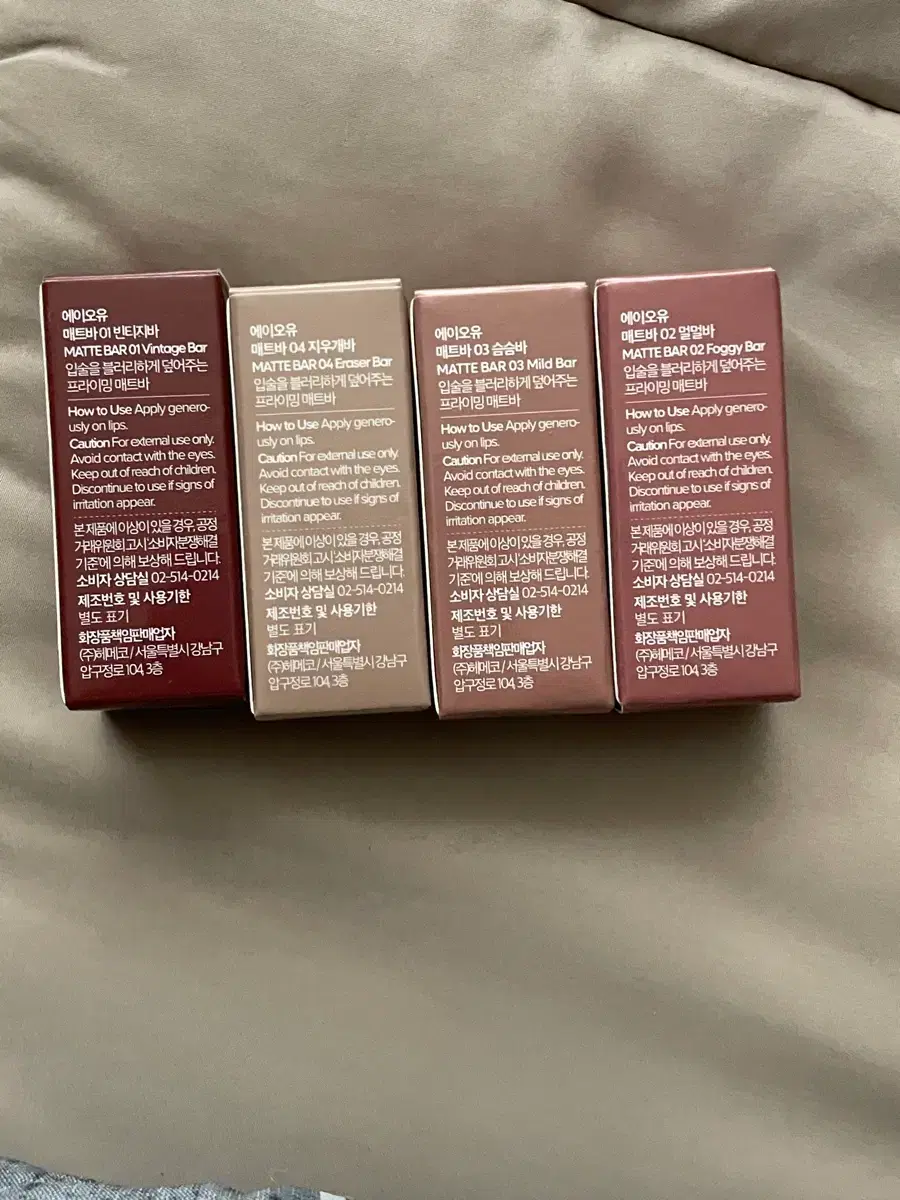 에이오유
매트바 01 빈티지바
MATTE BAR 01 Vintage Bar
입술을 블러리하게 덮어주는
프라이밍 매트바
How to Use Apply genero-
usly on lips.
Caution For external use only.
Avoid contact with the eyes.
Keep out of reach of children.
Discontinue to use if signs of
irritation appear.
본 제품에 이상이 있을 경우, 공정
거래위원회 고시 '소비자분쟁해결
기준'에 의해 보상해 드립니다.
소비자 상담실 02-514-0214
제조번호 및 사용기한
별도 표기
화장품책임판매업자
(주)헤메코 / 서울특별시 강남구
압구정로 104, 3층
에이오유
매트바 04 지우개바
MATTE BAR 04 Eraser Bar
입술을 블러리하게 덮어주는
프라이밍 매트바
How to Use Apply genero-
usly on lips.
Caution For external use only.
Avoid contact with the eyes.
Keep out of reach of children.
Discontinue to use if signs of
irritation appear.
본 제품에 이상이 있을 경우, 공정
거래위원회 고시 '소비자분쟁해결
기준'에 의해 보상해 드립니다.
소비자 상담실 02-514-0214
제조번호 및 사용기한
별도 표기
화장품책임판매업자
(주)헤메코 / 서울특별시 강남구
압구정로 104, 3층
에이오유
매트바 03 슴슴바
MATTE BAR 03 Mild Bar
입술을 블러리하게 덮어주는
프라이밍 매트바
How to Use Apply genero-
usly on lips.
Caution For external use only.
Avoid contact with the eyes.
Keep out of reach of children.
Discontinue to use if signs of
irritation appear.
본 제품에 이상이 있을 경우, 공정
거래위원회 고시 '소비자분쟁해결
기준'에 의해 보상해 드립니다.
소비자 상담실 02-514-0214
제조번호 및 사용기한
별도 표기
화장품책임판매업자
(주)헤메코 / 서울특별시 강남구
압구정로 104, 3층
에이오유
매트바 02 멀멀바
MATTE BAR 02 Foggy Bar
입술을 블러리하게 덮어주는
프라이밍 매트바
How to Use Apply genero-
usly on lips.
Caution For external use only.
Avoid contact with the eyes.
Keep out of reach of children.
Discontinue to use if signs of
irritation appear.
본 제품에 이상이 있을 경우, 공정
거래위원회 고시 '소비자분쟁해결
기준'에 의해 보상해 드립니다.
소비자 상담실 02-514-0214
제조번호 및 사용기한
별도 표기
화장품책임판매업자
(주)헤메코 / 서울특별시 강남구
압구정로 104, 3층